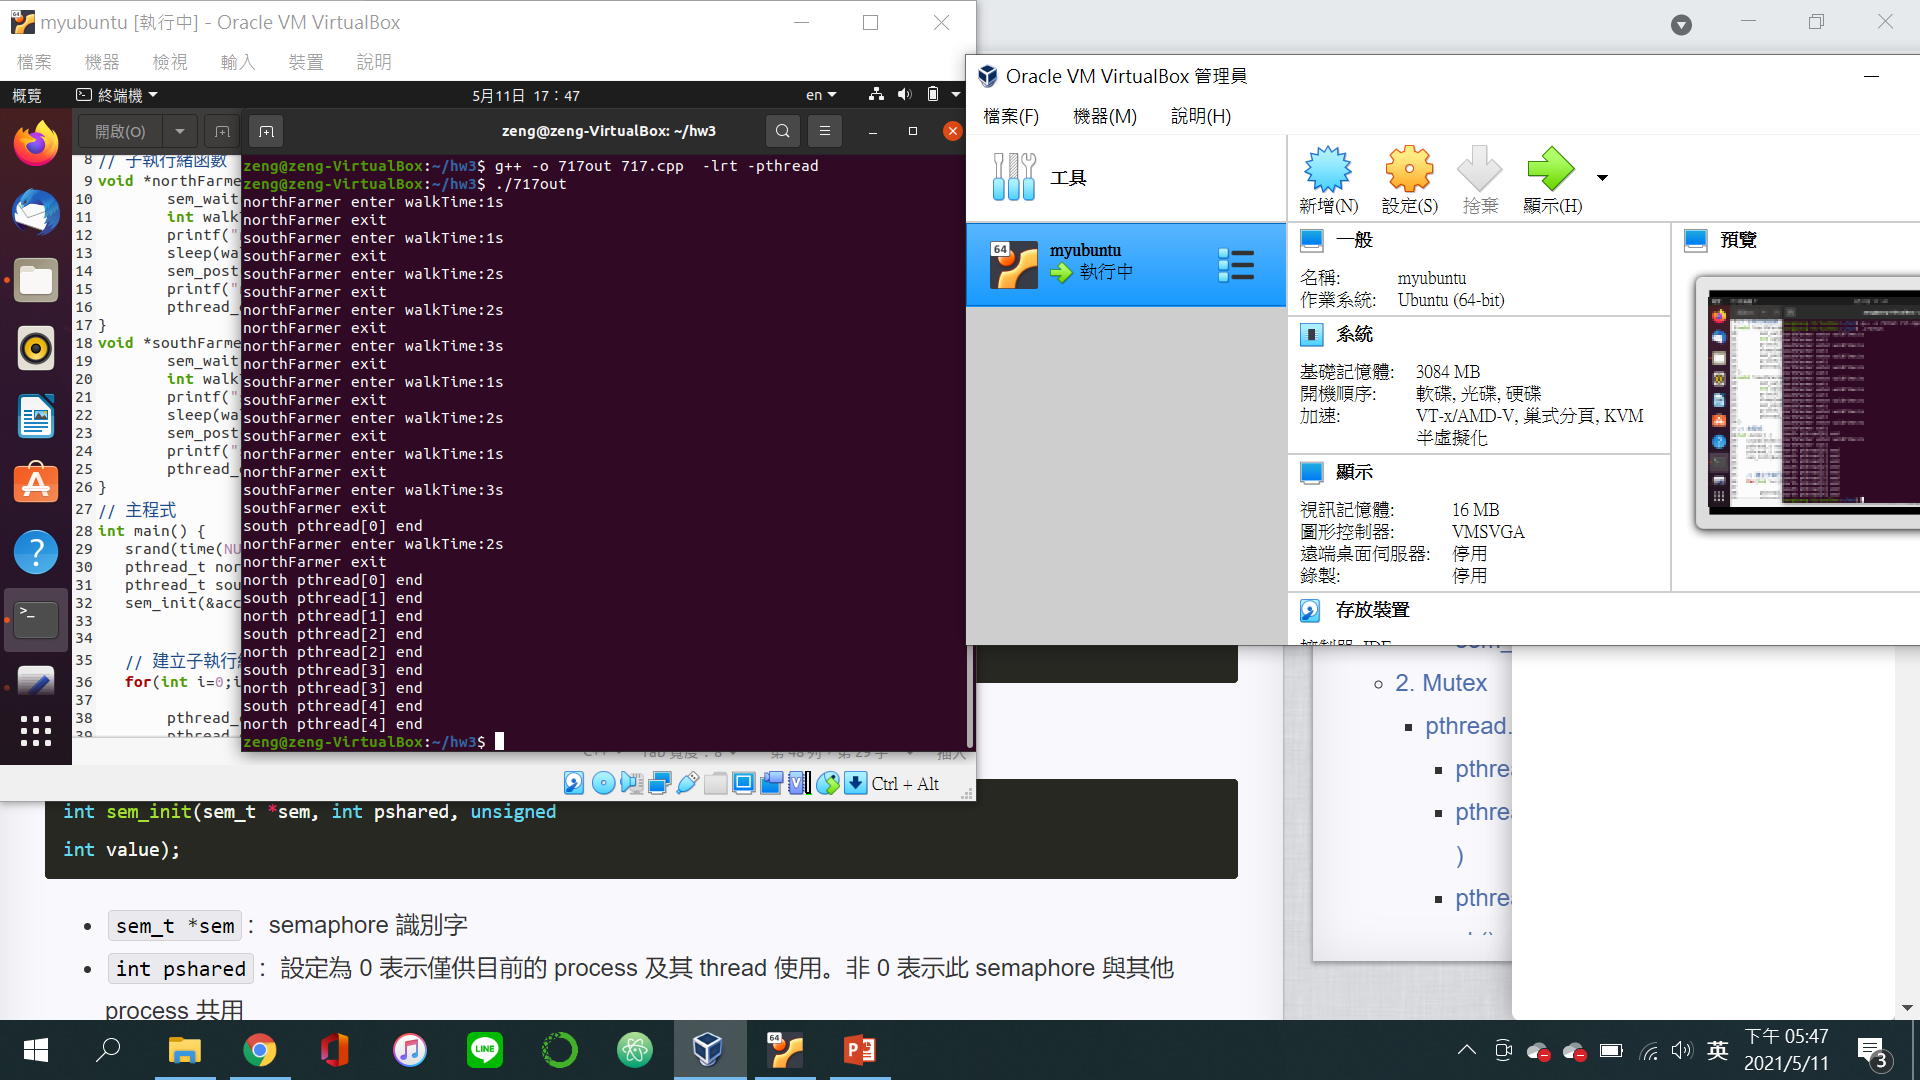 myubuntu [執行中] - Oracle VM VirtualBox
檔案 機器 檢視 輸入 裝置 說明
概覽 終端機 5月11日 17：47 en
開啟(O) zeng@zeng-VirtualBox: ~/hw3
8 // 子執行緒函數
9 void *northFarme
10 sem_wait
11 int walk
12 printf("
13 sleep(wa
14 sem_post
15 printf("
16 pthread_
17 }
18 void *southFarme
19 sem_wait
20 int walk
21 printf("
22 sleep(wa
23 sem_post
24 printf("
25 pthread_
26 }
27 // 主程式
28 int main() {
29 srand(time(NU
30 pthread_t nor
31 pthread_t sou
32 sem_init(&acc
33
34
35 // 建立子執行
36 for(int i=0;i
37
38 pthread_
39 pthread_
zeng@zeng-VirtualBox:~/hw3$ g++ -o 717out 717.cpp  -lrt -pthread
zeng@zeng-VirtualBox:~/hw3$ ./717out
northFarmer enter walkTime:1s
northFarmer exit
southFarmer enter walkTime:1s
southFarmer exit
southFarmer enter walkTime:2s
southFarmer exit
northFarmer enter walkTime:2s
northFarmer exit
northFarmer enter walkTime:3s
northFarmer exit
southFarmer enter walkTime:1s
southFarmer exit
southFarmer enter walkTime:2s
southFarmer exit
northFarmer enter walkTime:1s
northFarmer exit
southFarmer enter walkTime:3s
southFarmer exit
south pthread[0] end
northFarmer enter walkTime:2s
northFarmer exit
north pthread[0] end
south pthread[1] end
north pthread[1] end
south pthread[2] end
north pthread[2] end
south pthread[3] end
north pthread[3] end
south pthread[4] end
north pthread[4] end
zeng@zeng-VirtualBox:~/hw3$
Ctrl + Alt
Oracle VM VirtualBox 管理員
檔案(F) 機器(M) 說明(H)
工具
新增(N) 設定(S) 捨棄 顯示(H)
64 myubuntu
執行中
一般
名稱: myubuntu
作業系統: Ubuntu (64-bit)
系統
基礎記憶體: 3084 MB
開機順序: 軟碟, 光碟, 硬碟
加速: VT-x/AMD-V, 巢式分頁, KVM
半虛擬化
顯示
視訊記憶體: 16 MB
圖形控制器: VMSVGA
遠端桌面伺服器: 停用
錄製: 停用
存放裝置
預覽
2. Mutex
pthread.
pthrea
pthrea
)
pthrea
int sem_init(sem_t *sem, int pshared, unsigned
int value);
sem_t *sem ： semaphore 識別字
int pshared ： 設定為 0 表示僅供目前的 process 及其 thread 使用。非 0 表示此 semaphore 與其他
process 共用
LINE
64
英
下午 05:47
2021/5/11
3